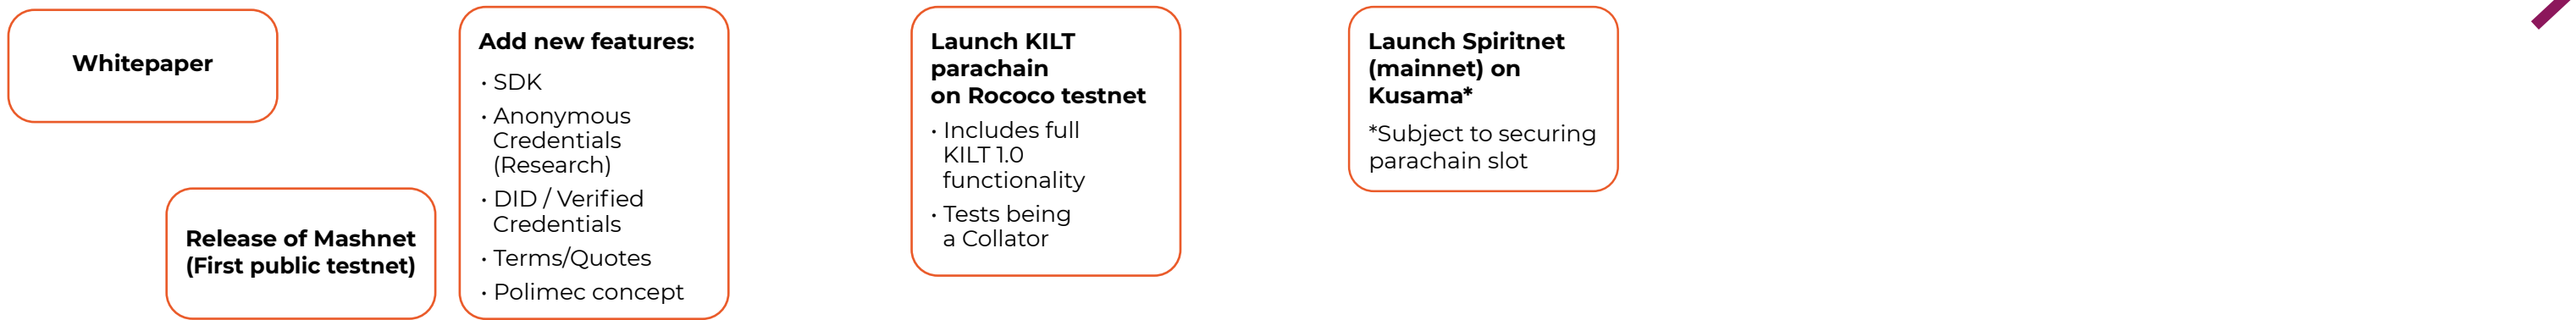 Whitepaper
Release of Mashnet
(First public testnet)
Add new features:
· SDK
· Anonymous
Credentials
(Research)
· DID / Verified
Credentials
· Terms/Quotes
· Polimec concept
Launch KILT
parachain
on Rococo testnet
· Includes full
KILT 1.0
functionality
· Tests being
a Collator
Launch Spiritnet
(mainnet) on
Kusama*
*Subject to securing
parachain slot